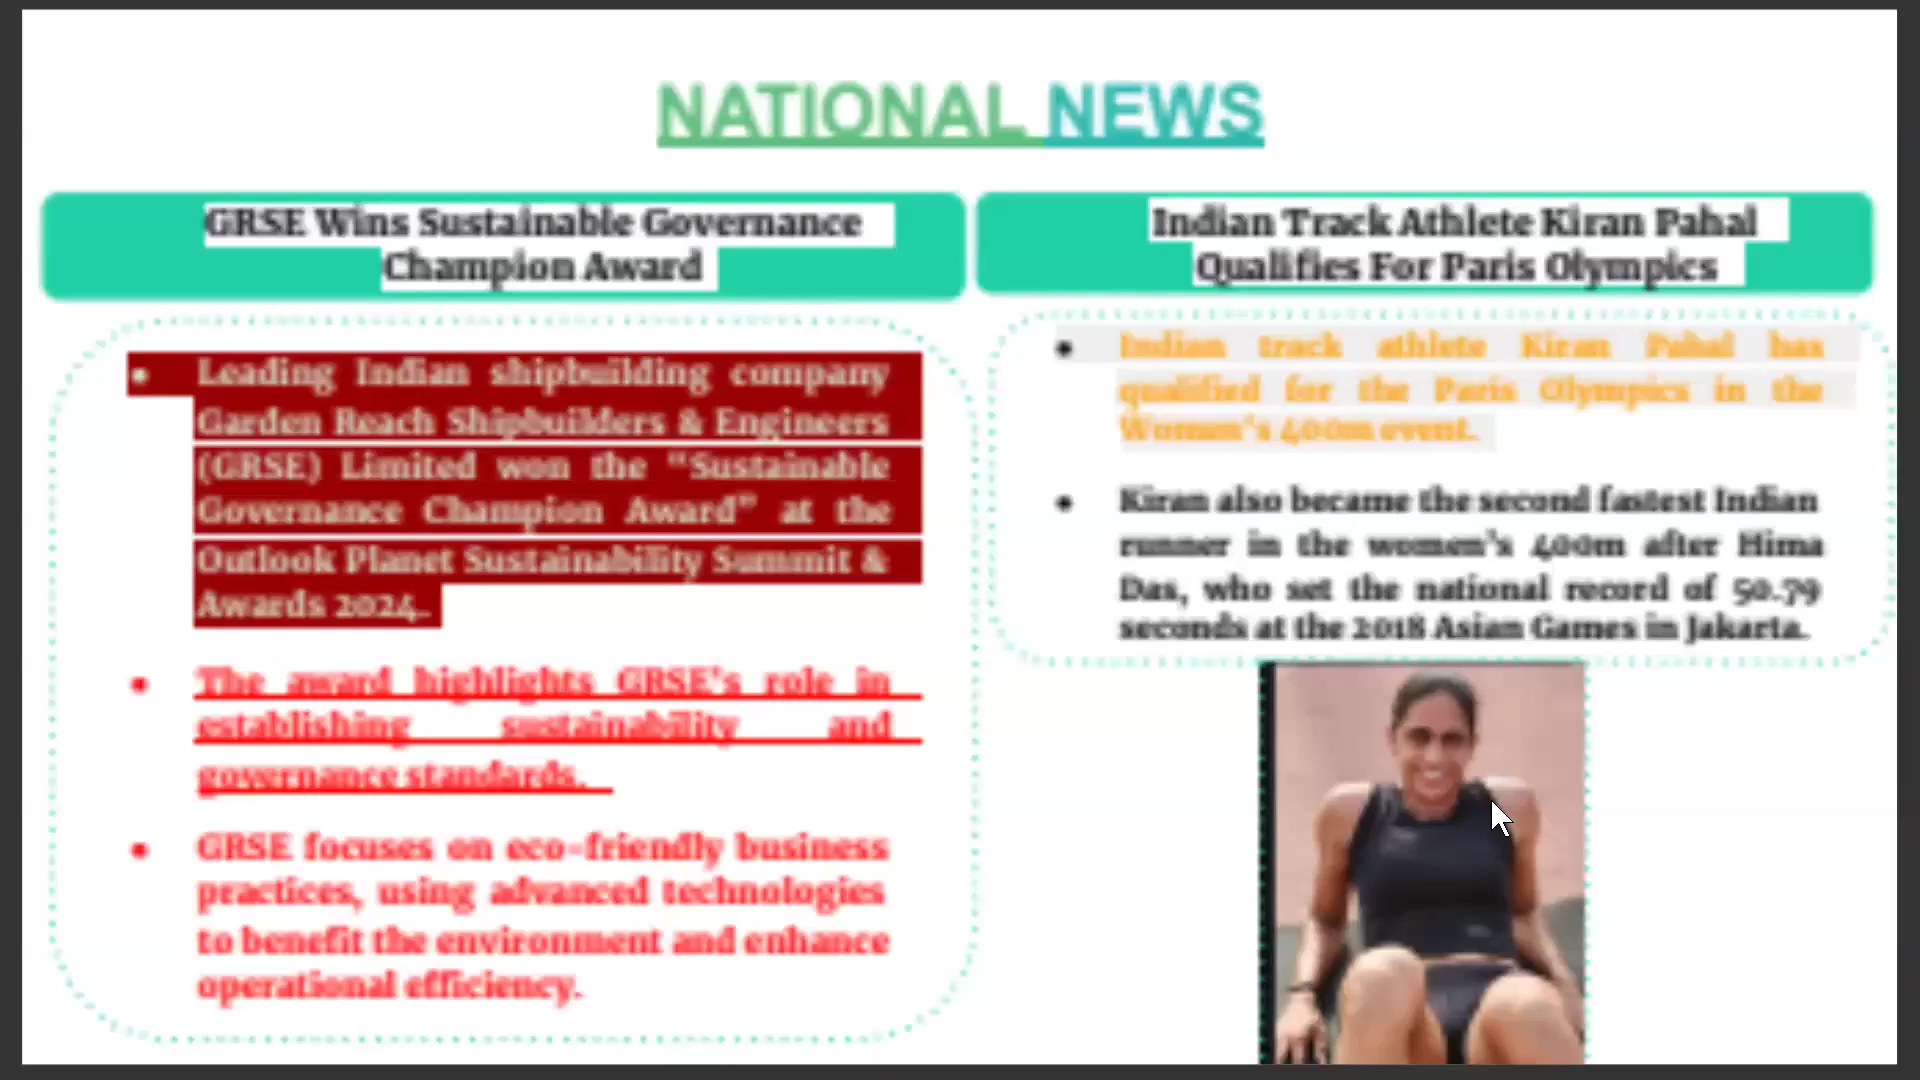 NATIONAL NEWS
GRSE Wins Sustainable Governance
Champion Award
• Leading Indian shipbuilding company
Garden Reach Shipbuilders & Engineers
(GRSE) Limited won the “Sustainable
Governance Champion Award” at the
Outlook Planet Sustainability Summit &
Awards 2024.
• The award highlights GRSE's role in
establishing sustainability and
governance standards.
• GRSE focuses on eco-friendly business
practices, using advanced technologies
to benefit the environment and enhance
operational efficiency.
Indian Track Athlete Kiran Pahal
Qualifies For Paris Olympics
• Indian track athlete Kiran Pahal has
qualified for the Paris Olympics in the
Women's 400m event.
• Kiran also became the second fastest Indian
runner in the women's 400m after Hima
Das, who set the national record of 50.79
seconds at the 2018 Asian Games in Jakarta.